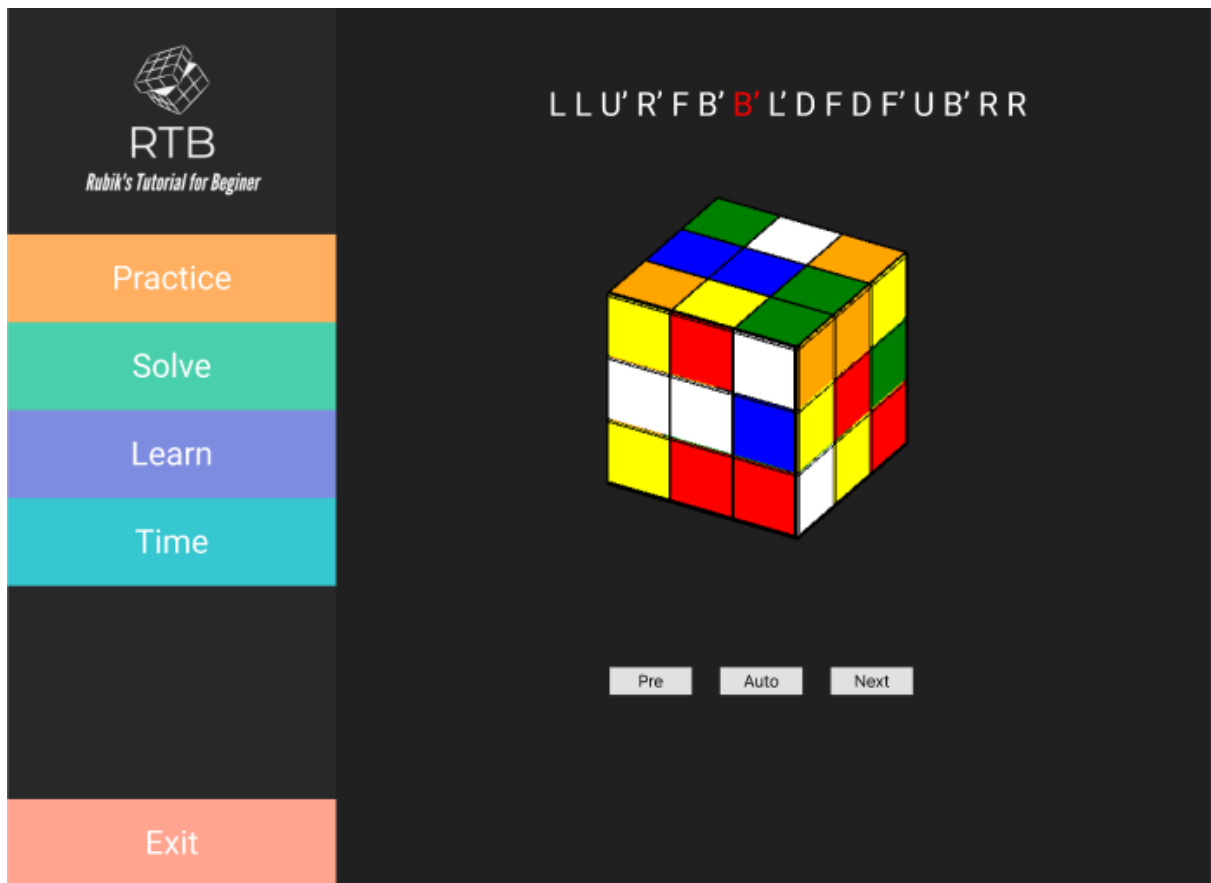 RTB
Rubik's Tutorial for Beginer
Practice
Solve
Learn
Time
Exit
L L U' R' F B' B' L' D F D F' U B' R R
Pre Auto Next